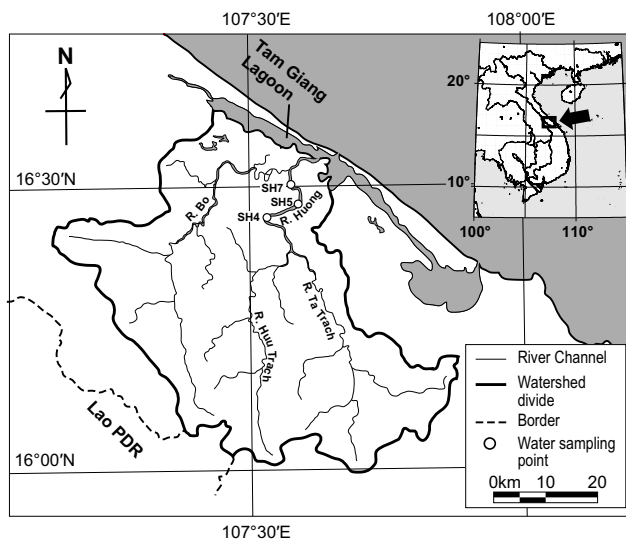 107°30′E
108°00′E
N
Tam Giang
Lagoon
20°
10°
100°
110°
16°30′N
SH7
SH5
SH4
R. Bo
R. Huong
R. Huu Trach
R. Ta Trach
Lao PDR
16°00′N
River Channel
Watershed
divide
Border
Water sampling
point
0km 10 20
107°30′E